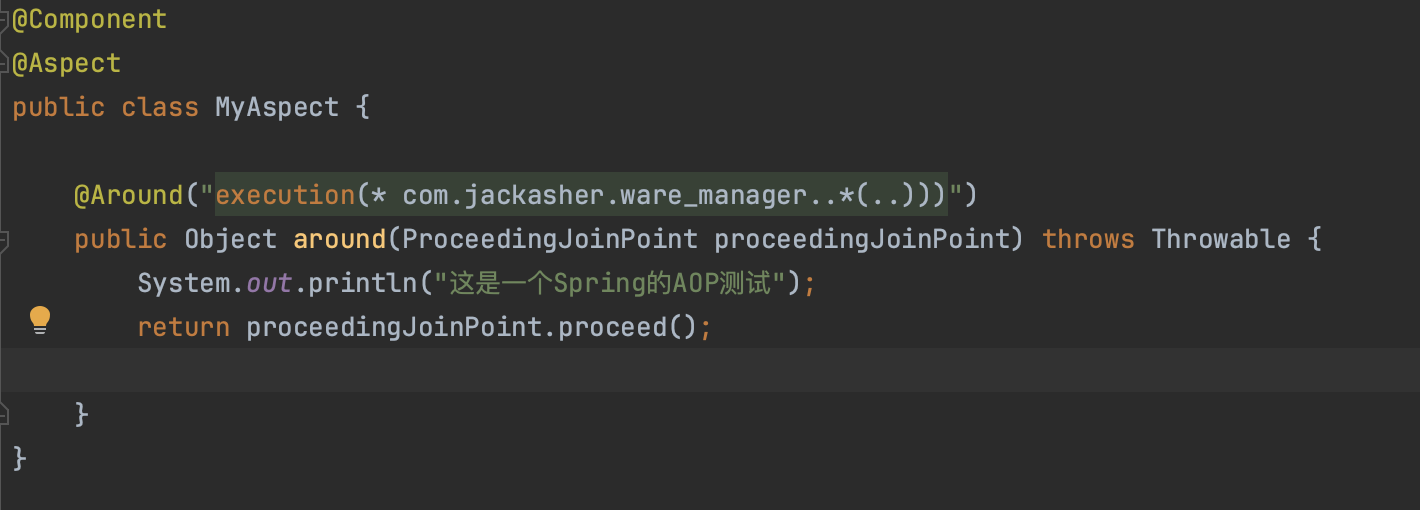 @Component
@Aspect
public class MyAspect {
@Around("execution(* com.jackasher.ware_manager..*(..)))")
public Object around(ProceedingJoinPoint proceedingJoinPoint) throws Throwable {
System.out.println("这是一个Spring的AOP测试");
return proceedingJoinPoint.proceed();
}
}